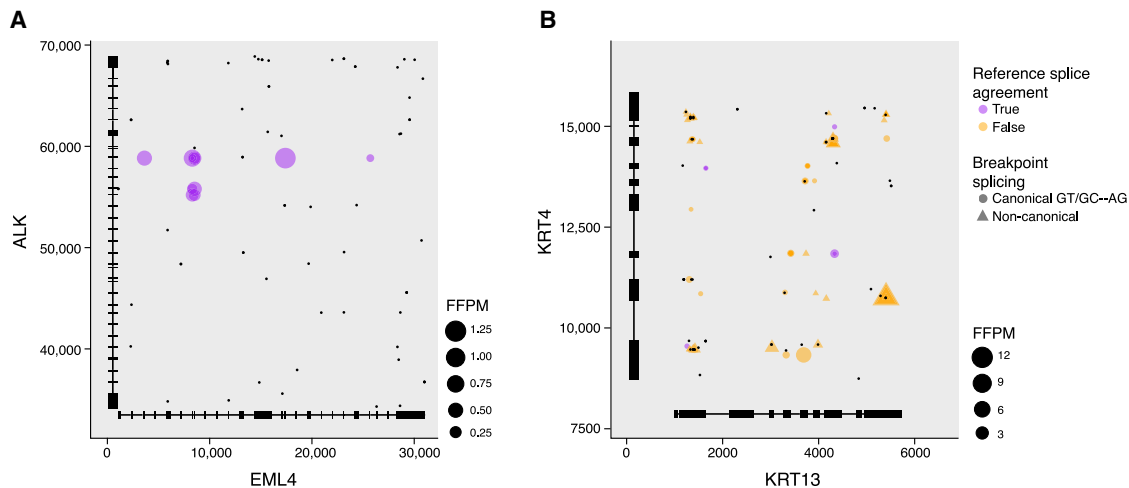 A
B
70,000
60,000
50,000
40,000
ALK
0
10,000
20,000
30,000
EML4
FFPM
1.25
1.00
0.75
0.50
0.25
15,000
12,500
10,000
7500
KRT4
0
2000
4000
6000
KRT13
Reference splice
agreement
True
False
Breakpoint
splicing
Canonical GT/GC--AG
Non-canonical
FFPM
12
9
6
3